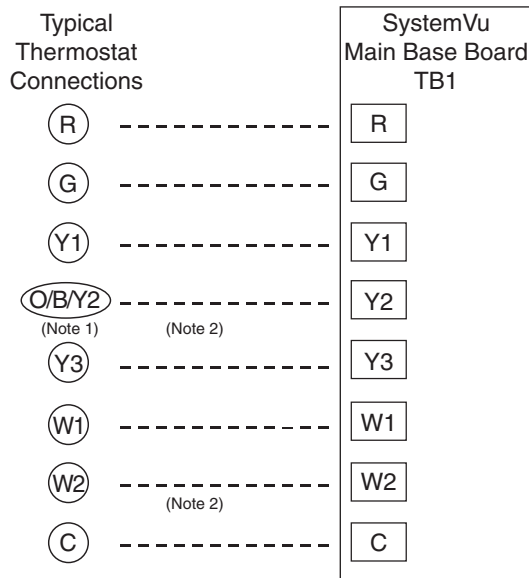 Typical
Thermostat
Connections
SystemVu
Main Base Board
TB1
R R
G G
Y1 Y1
O/B/Y2 Y2
(Note 1) (Note 2)
Y3 Y3
W1 W1
W2 W2
(Note 2)
C C